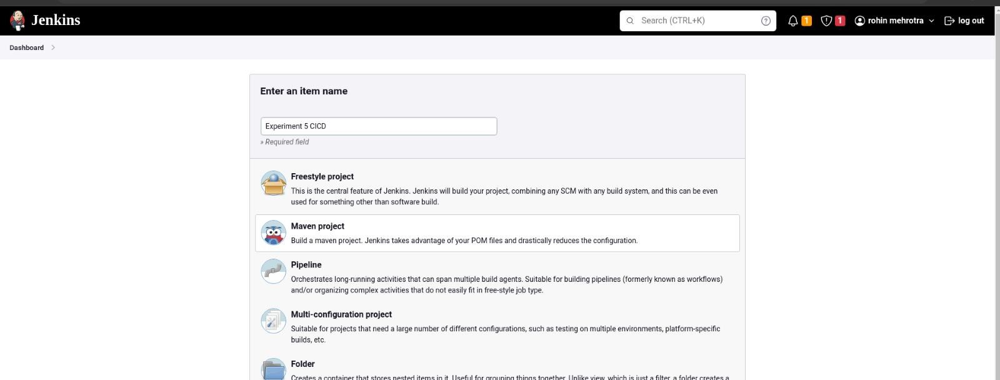 Jenkins
Search (CTRL+K)
1
1
rohin mehrotra
log out
Dashboard
Enter an item name
Experiment 5 CICD
» Required field
Freestyle project
This is the central feature of Jenkins. Jenkins will build your project, combining any SCM with any build system, and this can be even
used for something other than software build.
Maven project
Build a maven project. Jenkins takes advantage of your POM files and drastically reduces the configuration.
Pipeline
Orchestrates long-running activities that can span multiple build agents. Suitable for building pipelines (formerly known as workflows)
and/or organizing complex activities that do not easily fit in free-style job type.
Multi-configuration project
Suitable for projects that need a large number of different configurations, such as testing on multiple environments, platform-specific
builds, etc.
Folder
Creates a container that stores nested items in it. Useful for grouping things together. Unlike view, which is just a filter, a folder creates a